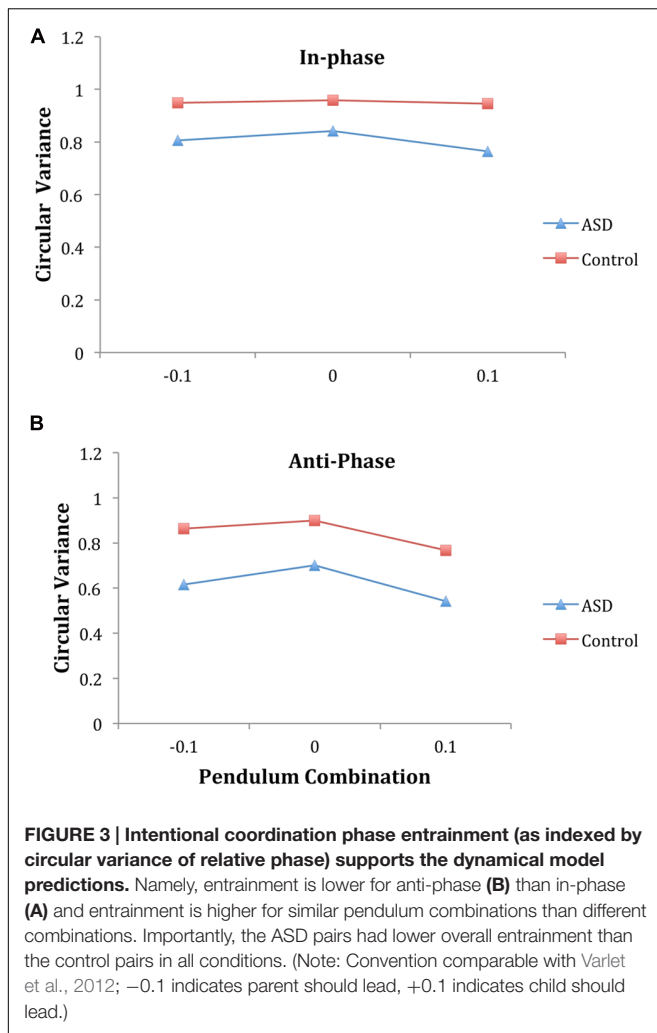 A
In-phase
1.2
1
0.8
0.6
0.4
0.2
0
Circular Variance
-0.1
0
0.1
ASD
Control
B
Anti-Phase
1.2
1
0.8
0.6
0.4
0.2
0
Circular Variance
-0.1
0
0.1
Pendulum Combination
ASD
Control
FIGURE 3 | Intentional coordination phase entrainment (as indexed by
circular variance of relative phase) supports the dynamical model
predictions. Namely, entrainment is lower for anti-phase (B) than in-phase
(A) and entrainment is higher for similar pendulum combinations than different
combinations. Importantly, the ASD pairs had lower overall entrainment than
the control pairs in all conditions. (Note: Convention comparable with Varlet
et al., 2012; −0.1 indicates parent should lead, +0.1 indicates child should
lead.)